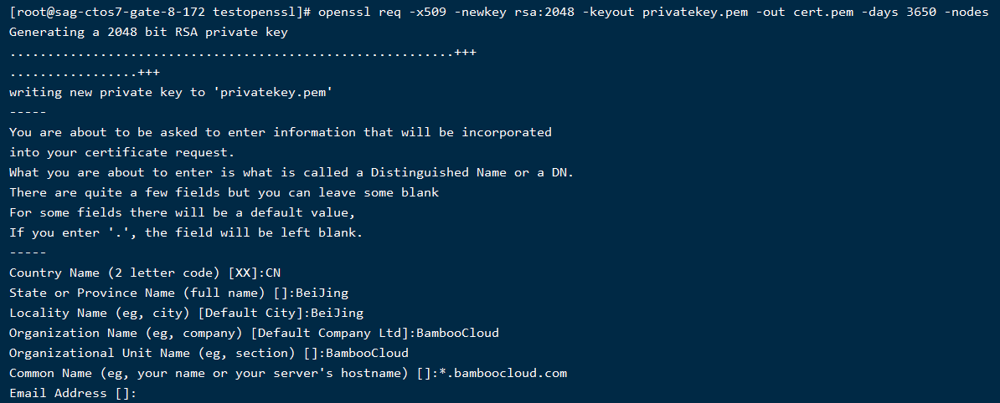 [root@sag-ctos7-gate-8-172 testopenssl]# openssl req -x509 -newkey rsa:2048 -keyout privatekey.pem -out cert.pem -days 3650 -nodes
Generating a 2048 bit RSA private key
...........................................................+++
.................+++
writing new private key to 'privatekey.pem'
-----
You are about to be asked to enter information that will be incorporated
into your certificate request.
What you are about to enter is what is called a Distinguished Name or a DN.
There are quite a few fields but you can leave some blank
For some fields there will be a default value,
If you enter '.', the field will be left blank.
-----
Country Name (2 letter code) [XX]:CN
State or Province Name (full name) []:BeiJing
Locality Name (eg, city) [Default City]:BeiJing
Organization Name (eg, company) [Default Company Ltd]:BambooCloud
Organizational Unit Name (eg, section) []:BambooCloud
Common Name (eg, your name or your server's hostname) []:*.bamboocloud.com
Email Address []: